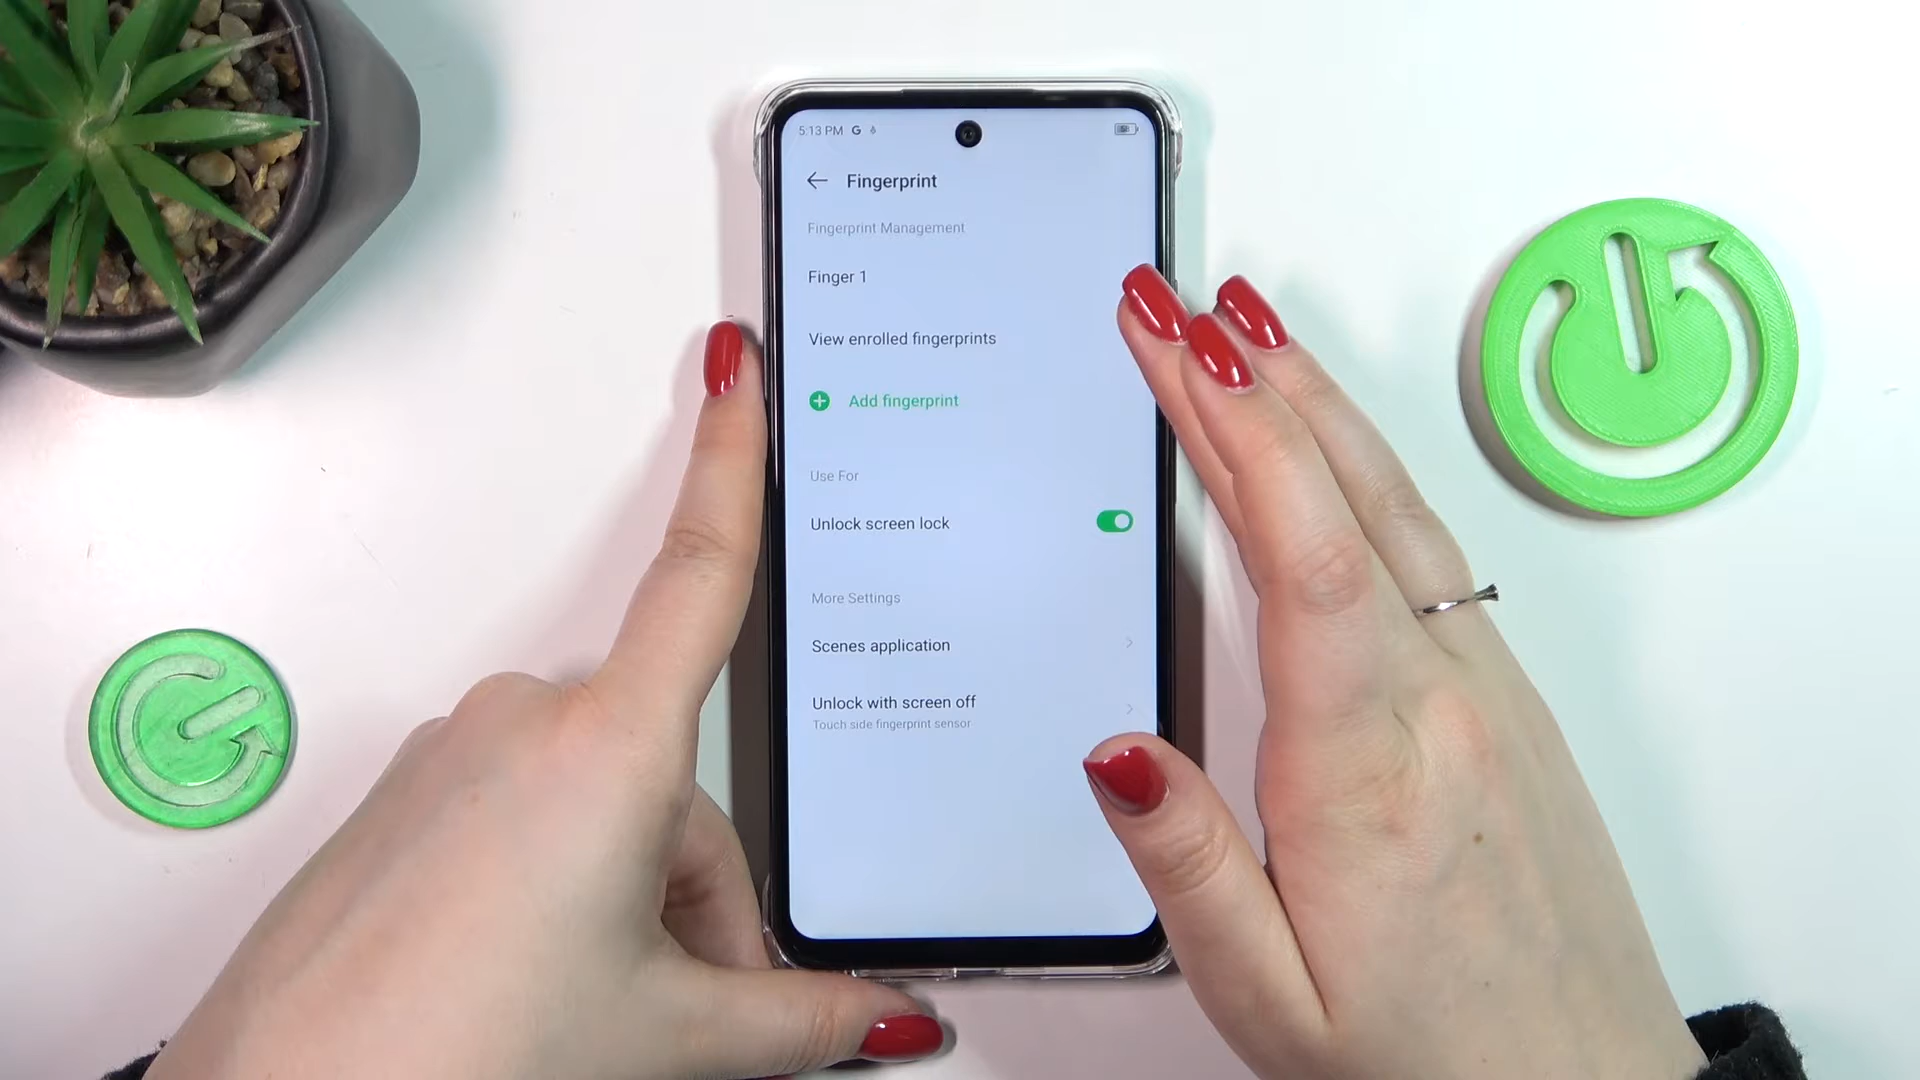 5:13 PM G
Fingerprint
Fingerprint Management
Finger 1
View enrolled fingerprints
Add fingerprint
Use For
Unlock screen lock
More Settings
Scenes application
Unlock with screen off
Touch side fingerprint sensor